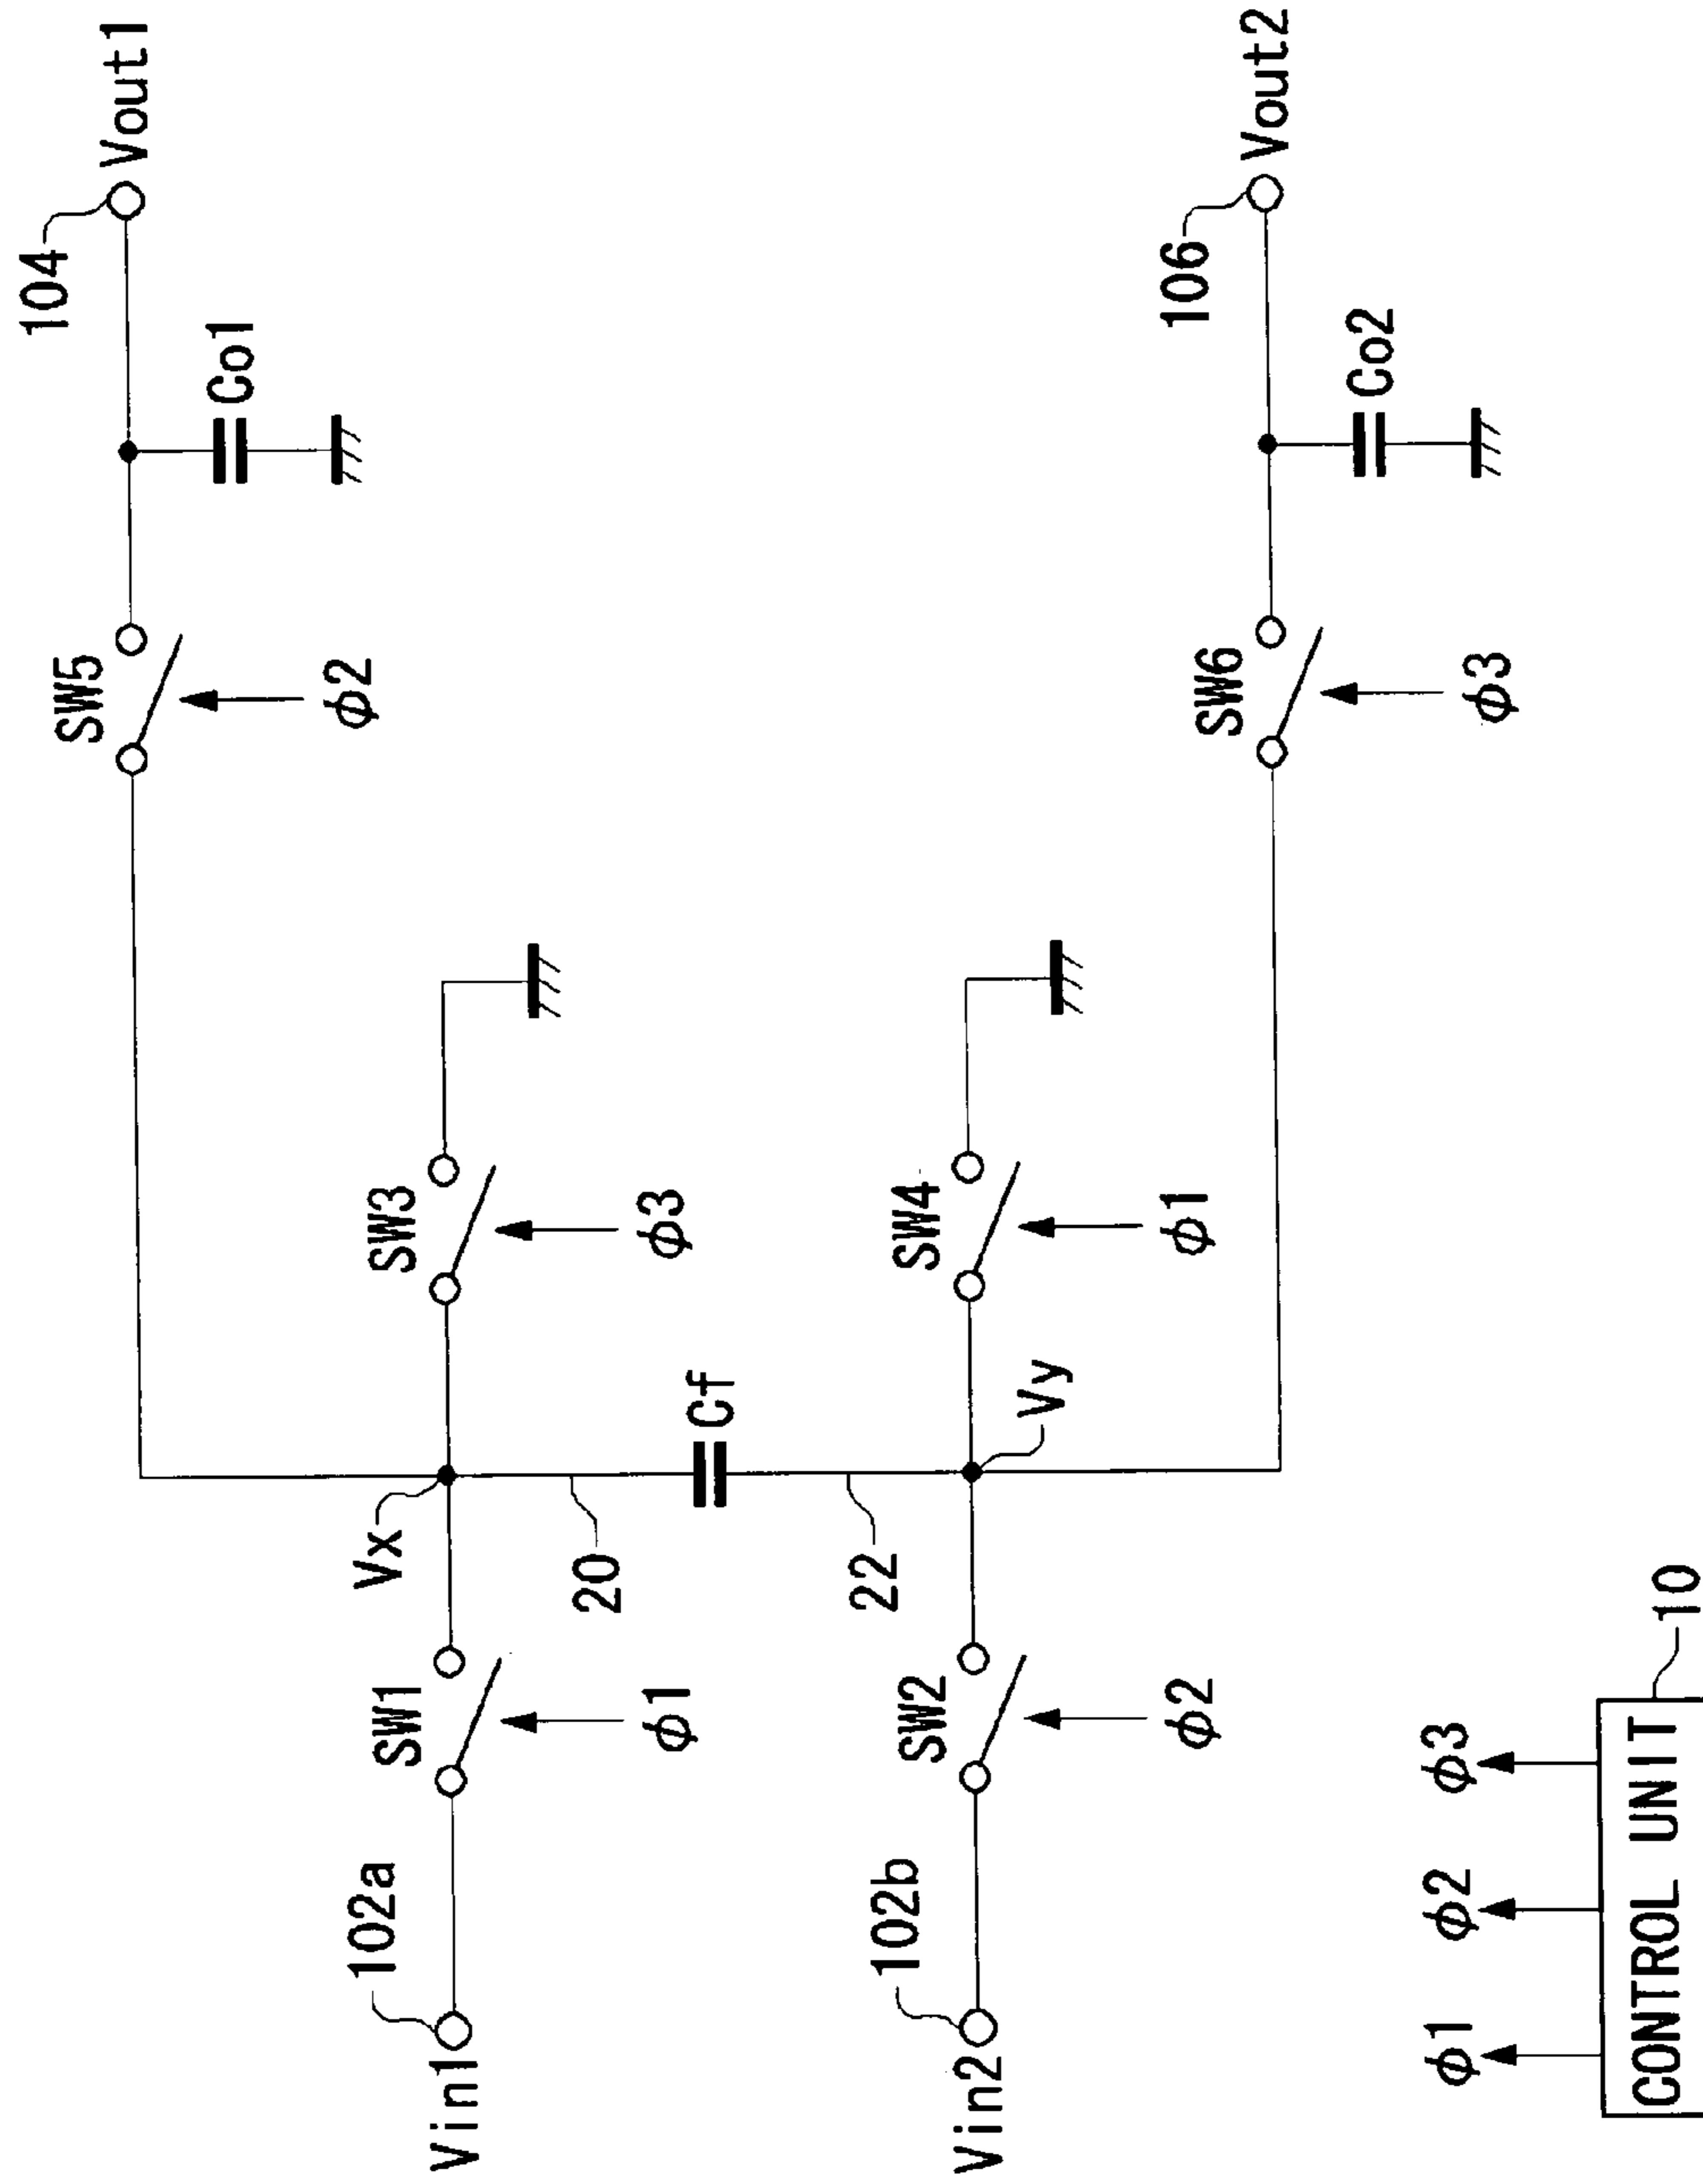 104
Vout1
SW5
Co1
φ2
Vx
102a
SW1
SW3
Vin1
φ1
φ3
20
Cf
22
102b
SW2
SW4
Vy
Vin2
φ2
φ1
106
Vout2
SW6
Co2
φ3
φ1 φ2 φ3
CONTROL UNIT
10